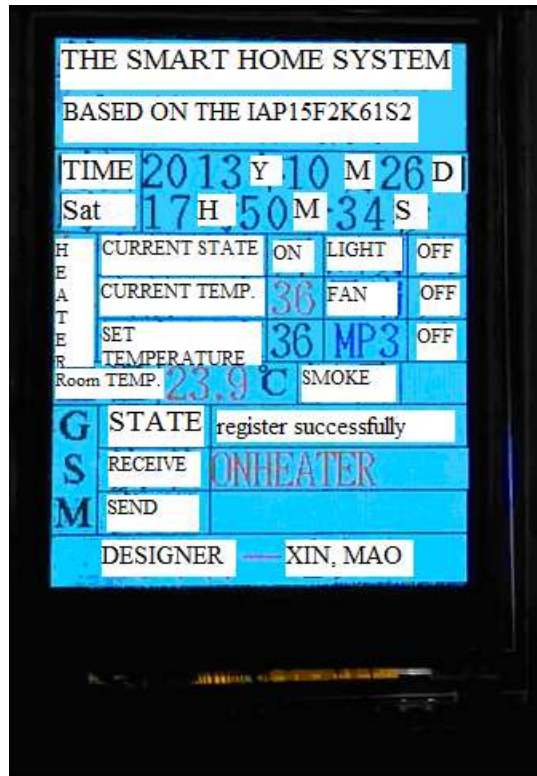 THE SMART HOME SYSTEM
BASED ON THE IAP15F2K61S2
TIME 2013 Y 10 M 26 D
Sat 17 H 50 M 34 S
HEATER
CURRENT STATE ON LIGHT OFF
CURRENT TEMP. 36 FAN OFF
SET TEMPERATURE 36 MP3 OFF
Room TEMP. 23.9 ℃ SMOKE
GSM
STATE register successfully
RECEIVE ONHEATER
SEND
DESIGNER — XIN, MAO